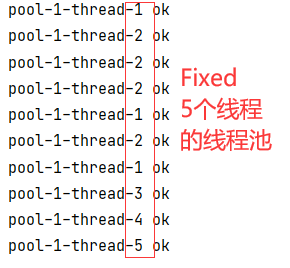 pool-1-thread-1 ok
pool-1-thread-2 ok
pool-1-thread-2 ok
pool-1-thread-2 ok
pool-1-thread-1 ok
pool-1-thread-2 ok
pool-1-thread-1 ok
pool-1-thread-3 ok
pool-1-thread-4 ok
pool-1-thread-5 ok
Fixed
5个线程
的线程池